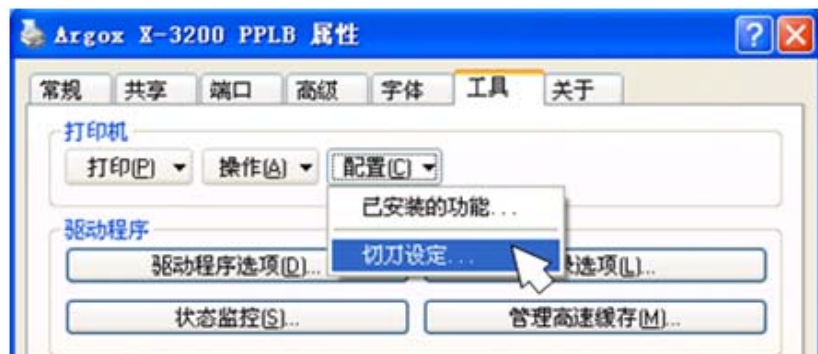 Argox X-3200 PPLB 属性
常规 共享 端口 高级 字体 工具 关于
打印机
打印(P) 操作(A) 配置(C)
已安装的功能...
驱动程序
切刀设定...
驱动程序选项(D)... 选项(L)...
状态监控(S)... 管理高速缓存(M)...